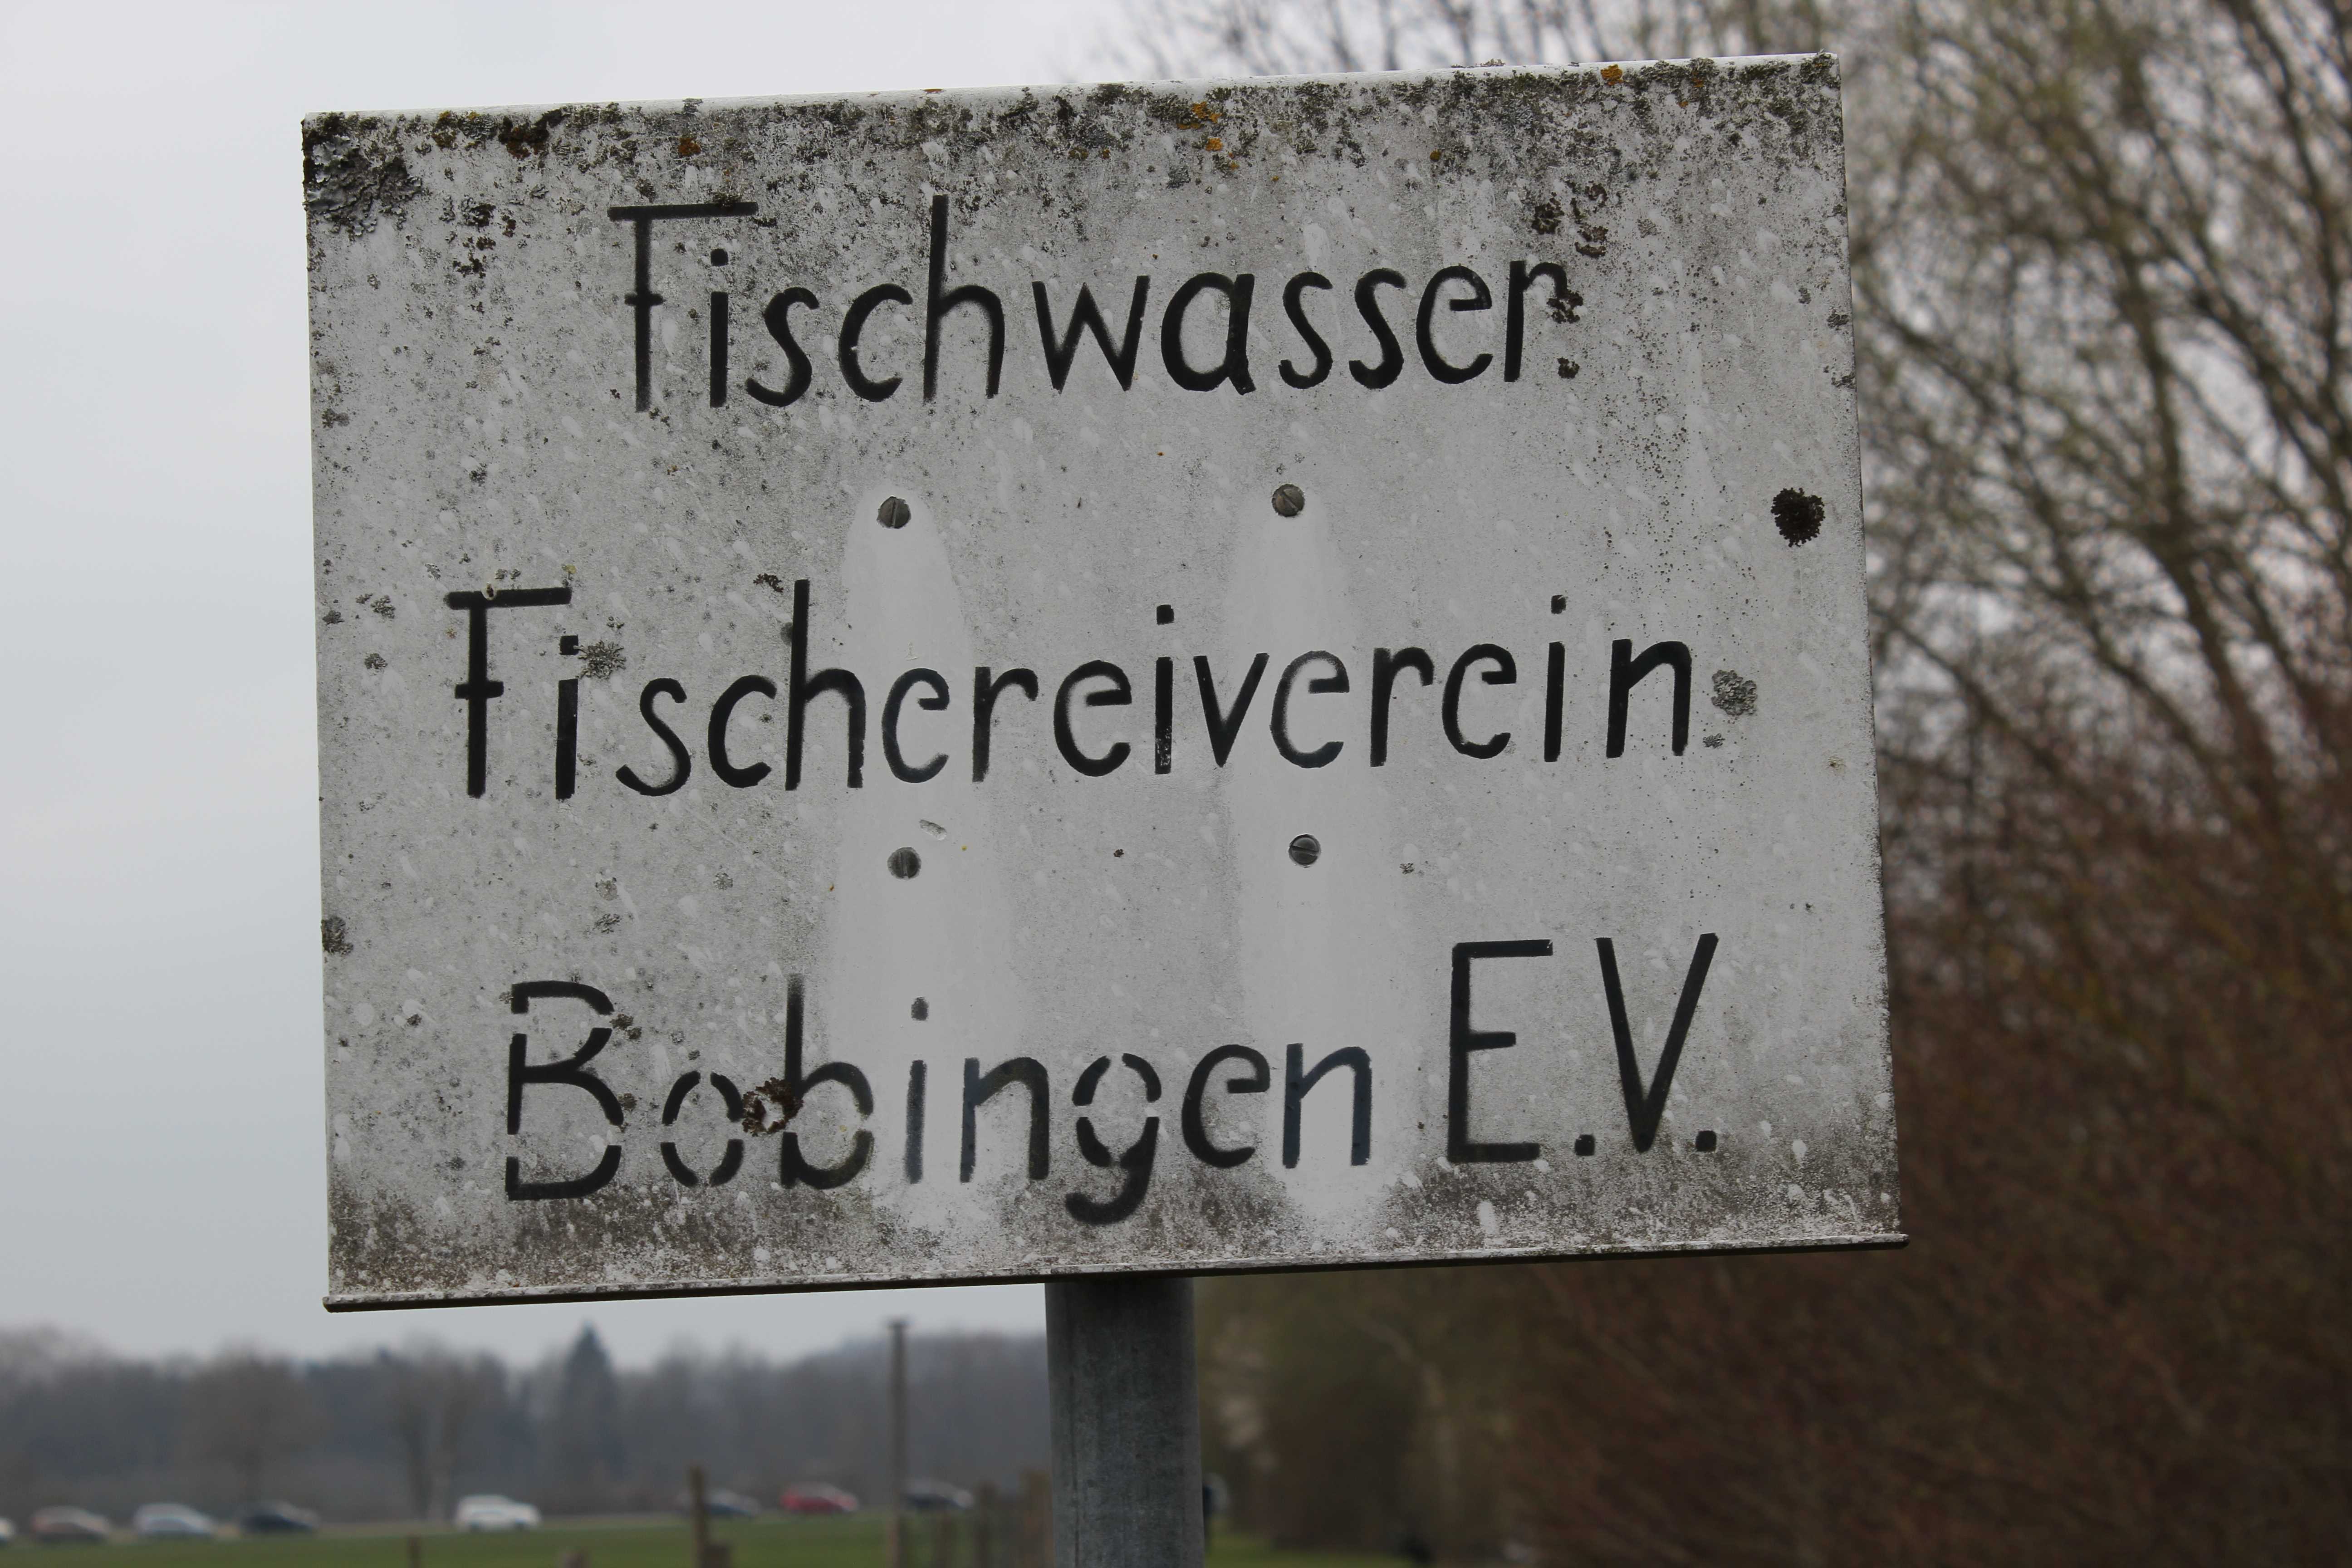 Fischwasser
Fischereiverein
Bobingen E.V.